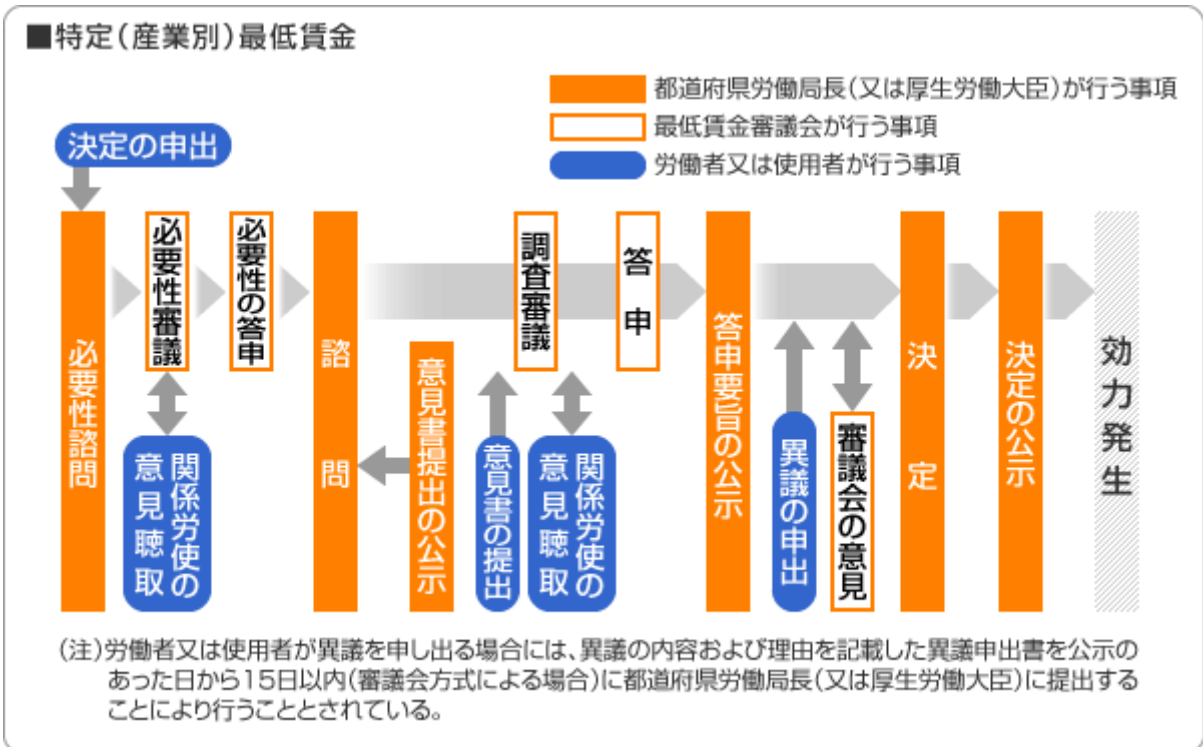 ■特定(産業別)最低賃金
都道府県労働局長(又は厚生労働大臣)が行う事項
最低賃金審議会が行う事項
労働者又は使用者が行う事項
決定の申出
必要性諮問
必要性審議
関係労使の
意見聴取
必要性の答申
諮問
意見書提出の公示
意見書の提出
調査審議
関係労使の
意見聴取
答申
答申要旨の公示
異議の申出
審議会の意見
決定
決定の公示
効力発生
(注)労働者又は使用者が異議を申し出る場合には、異議の内容および理由を記載した異議申出書を公示の
あった日から15日以内(審議会方式による場合)に都道府県労働局長(又は厚生労働大臣)に提出する
ことにより行うこととされている。